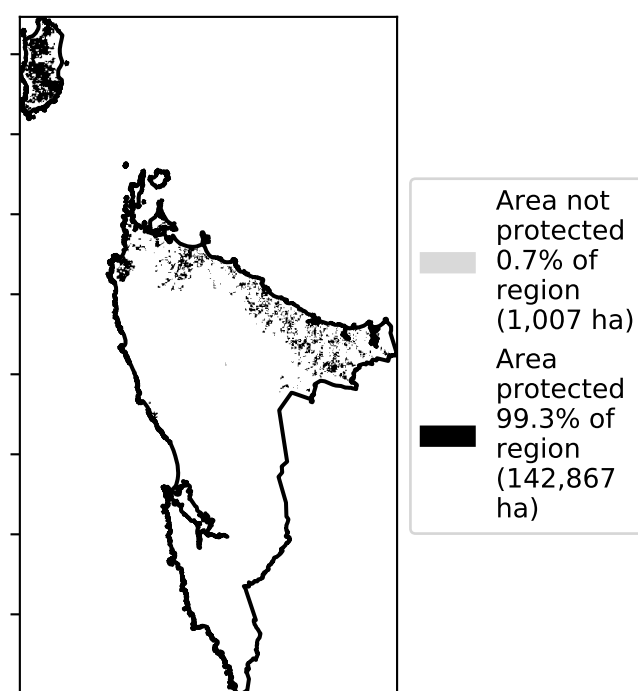 Area not
protected
0.7% of
region
(1,007 ha)
Area
protected
99.3% of
region
(142,867
ha)